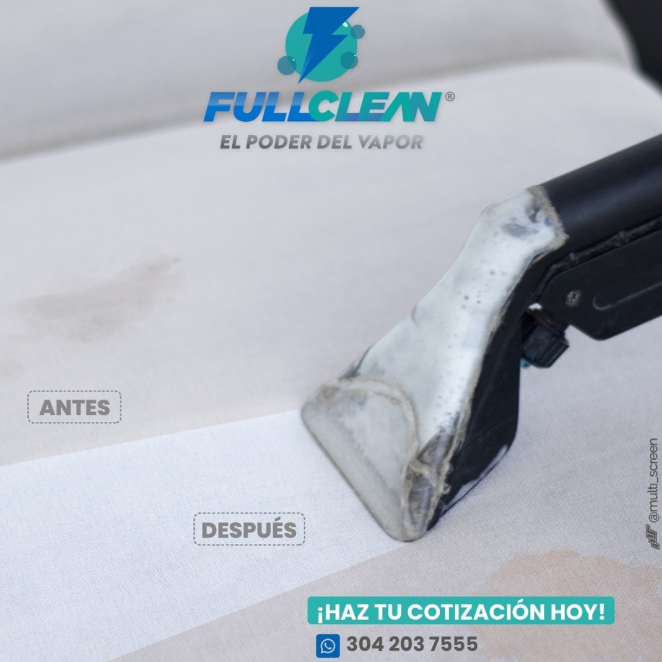 FULLCLEAN®
EL PODER DEL VAPOR
ANTES
DESPUÉS
@multi_screen
¡HAZ TU COTIZACIÓN HOY!
304 203 7555